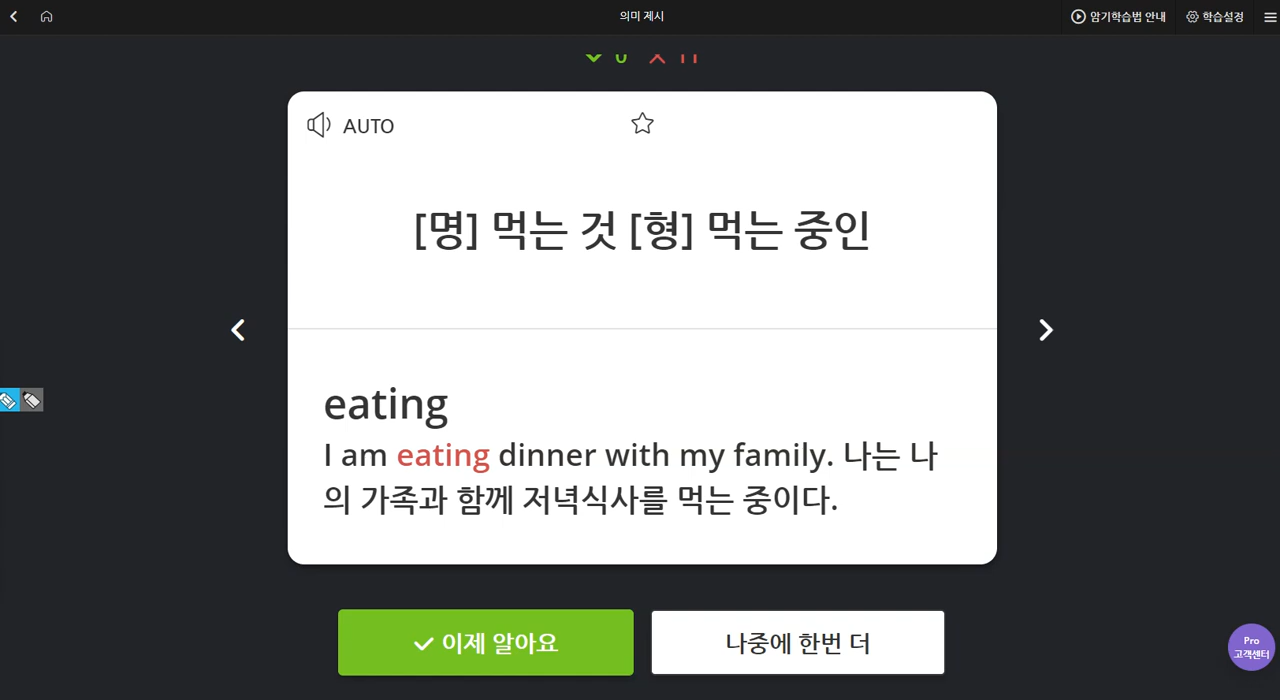 의미 제시
암기학습법 안내
학습설정
AUTO
[명] 먹는 것 [형] 먹는 중인
eating
I am eating dinner with my family. 나는 나
의 가족과 함께 저녁식사를 먹는 중이다.
이제 알아요
나중에 한번 더
Pro
고객센터